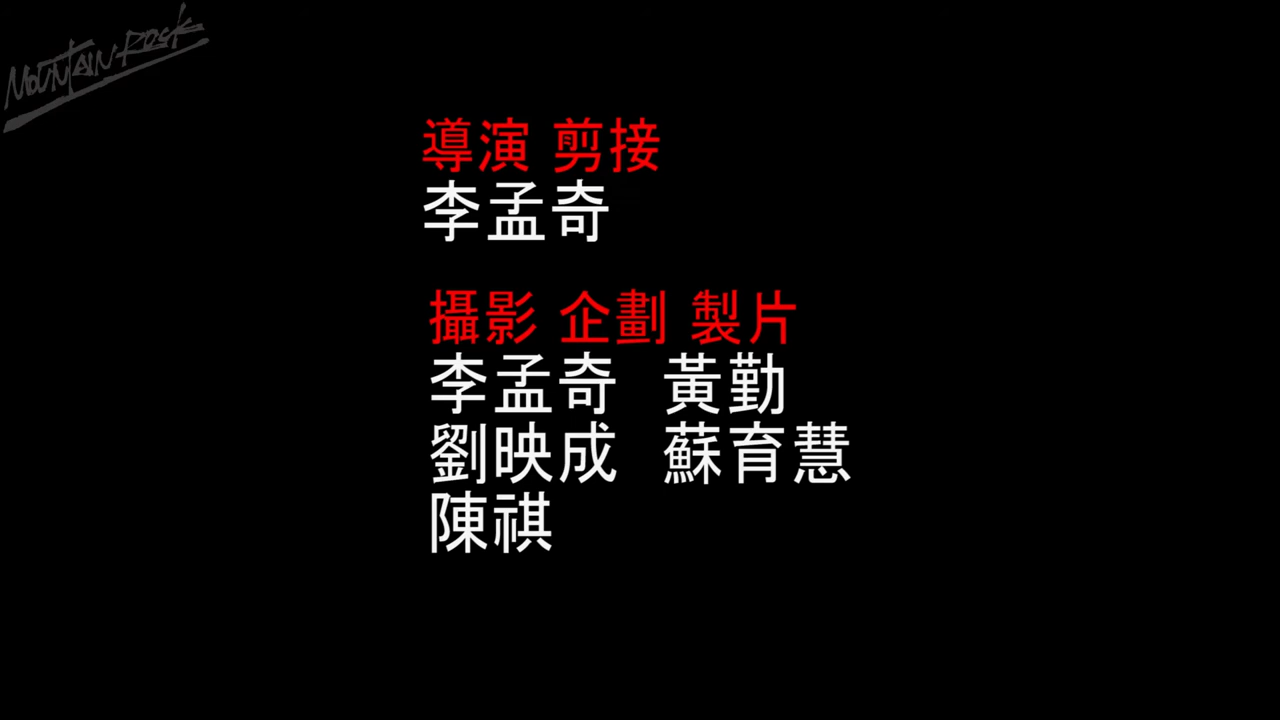 MOUNTAIN ROCK
導演 剪接
李孟奇
攝影 企劃 製片
李孟奇 黃勤
劉映成 蘇育慧
陳祺